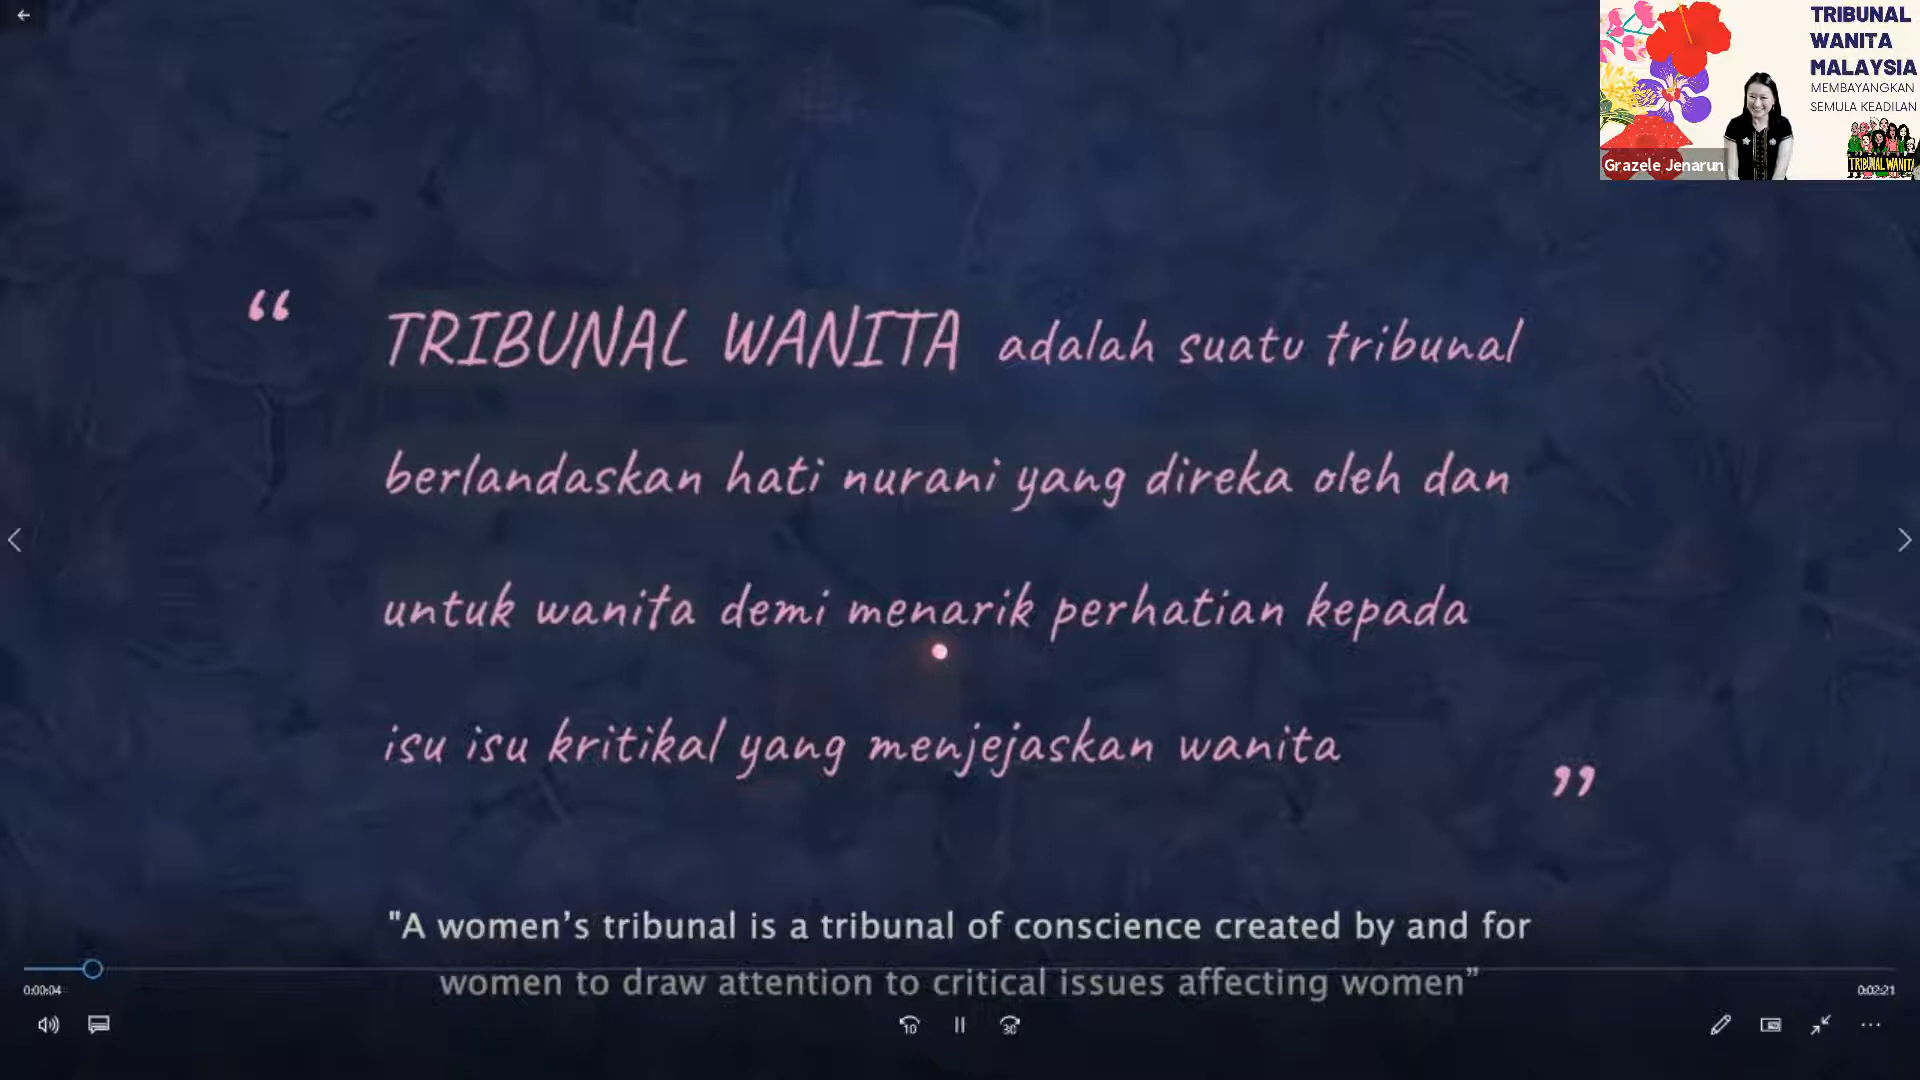 TRIBUNAL
WANITA
MALAYSIA
MEMBAYANGKAN
SEMULA KEADILAN
TRIBUNAL WANITA
Grazele Jenarun
“ TRIBUNAL WANITA adalah suatu tribunal
berlandaskan hati nurani yang direka oleh dan
untuk wanita demi menarik perhatian kepada
isu isu kritikal yang menjejaskan wanita ”
"A women’s tribunal is a tribunal of conscience created by and for
women to draw attention to critical issues affecting women”
0:00:04
0:02:21
10
30